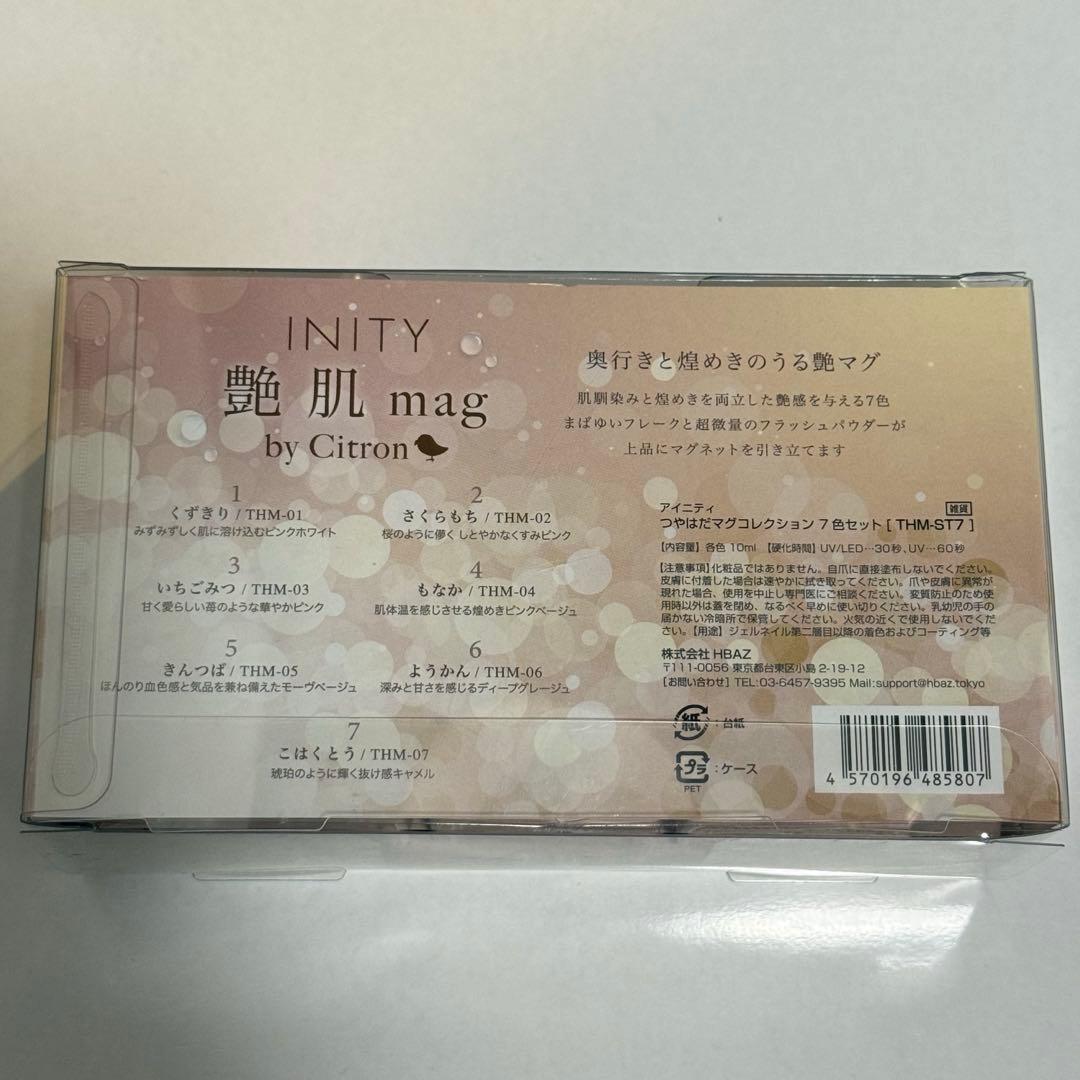 INITY
艶 肌 mag
by Citron
奥行きと煌めきのうる艶マグ
肌馴染みと煌めきを両立した艶感を与える7色
まばゆいフレークと超微量のフラッシュパウダーが
上品にマグネットを引き立てます
1
くずきり / THM-01
みずみずしく肌に溶け込むピンクホワイト
2
さくらもち / THM-02
桜のように儚く しとやかなくすみピンク
3
いちごみつ / THM-03
甘く愛らしい苺のような華やかピンク
4
もなか / THM-04
肌体温を感じさせる煌めきピンクベージュ
5
きんつば / THM-05
ほんのり血色感と気品を兼ね備えたモーヴベージュ
6
ようかん / THM-06
深みと甘さを感じるディープグレージュ
7
こはくとう / THM-07
琥珀のように輝く抜け感キャメル
アイニティ 雑貨
つやはだマグコレクション 7色セット [ THM-ST7 ]
【内容量】各色 10ml 【硬化時間】UV/LED…30秒、UV…60秒
【注意事項】化粧品ではありません。自爪に直接塗布しないでください。
皮膚に付着した場合は速やかに拭き取ってください。爪や皮膚に異常が
現れた場合、使用を中止し専門医にご相談ください。変質防止のため使
用時以外は蓋を閉め、なるべく早めに使い切りください。乳幼児の手の
届かない冷暗所で保管してください。火気の近くで使用しないでくださ
い。【用途】ジェルネイル第二層目以降の着色およびコーティング等
株式会社 HBAZ
〒111-0056 東京都台東区小島 2-19-12
[お問い合わせ] TEL:03-6457-9395 Mail:support@hbaz.tokyo
紙 : 台紙
プラ : ケース
PET
4 570196 485807